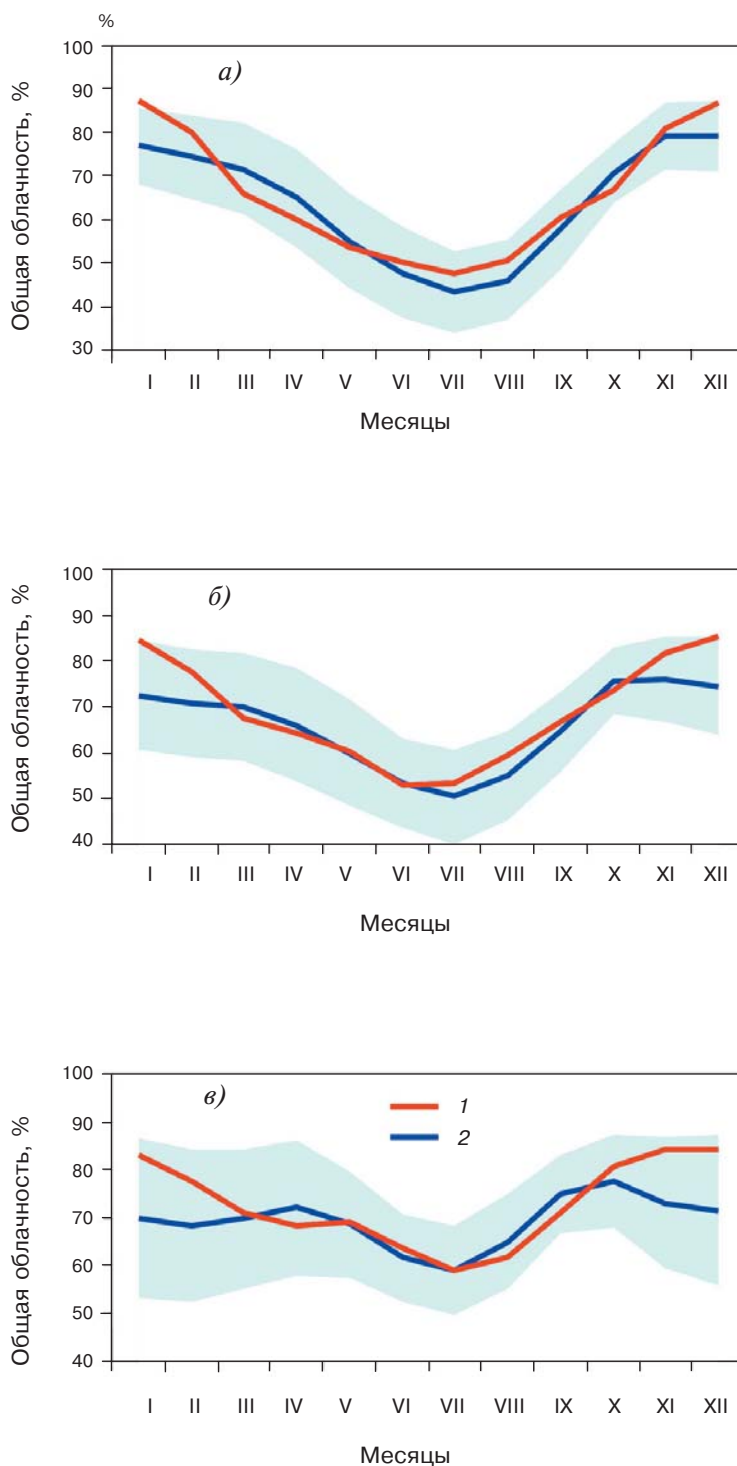 %
100
90
80
70
60
50
40
30
Общая облачность, %
а)
I II III IV V VI VII VIII IX X XI XII
Месяцы
100
90
80
70
60
50
40
Общая облачность, %
б)
I II III IV V VI VII VIII IX X XI XII
Месяцы
100
90
80
70
60
50
40
Общая облачность, %
в)
1
2
I II III IV V VI VII VIII IX X XI XII
Месяцы